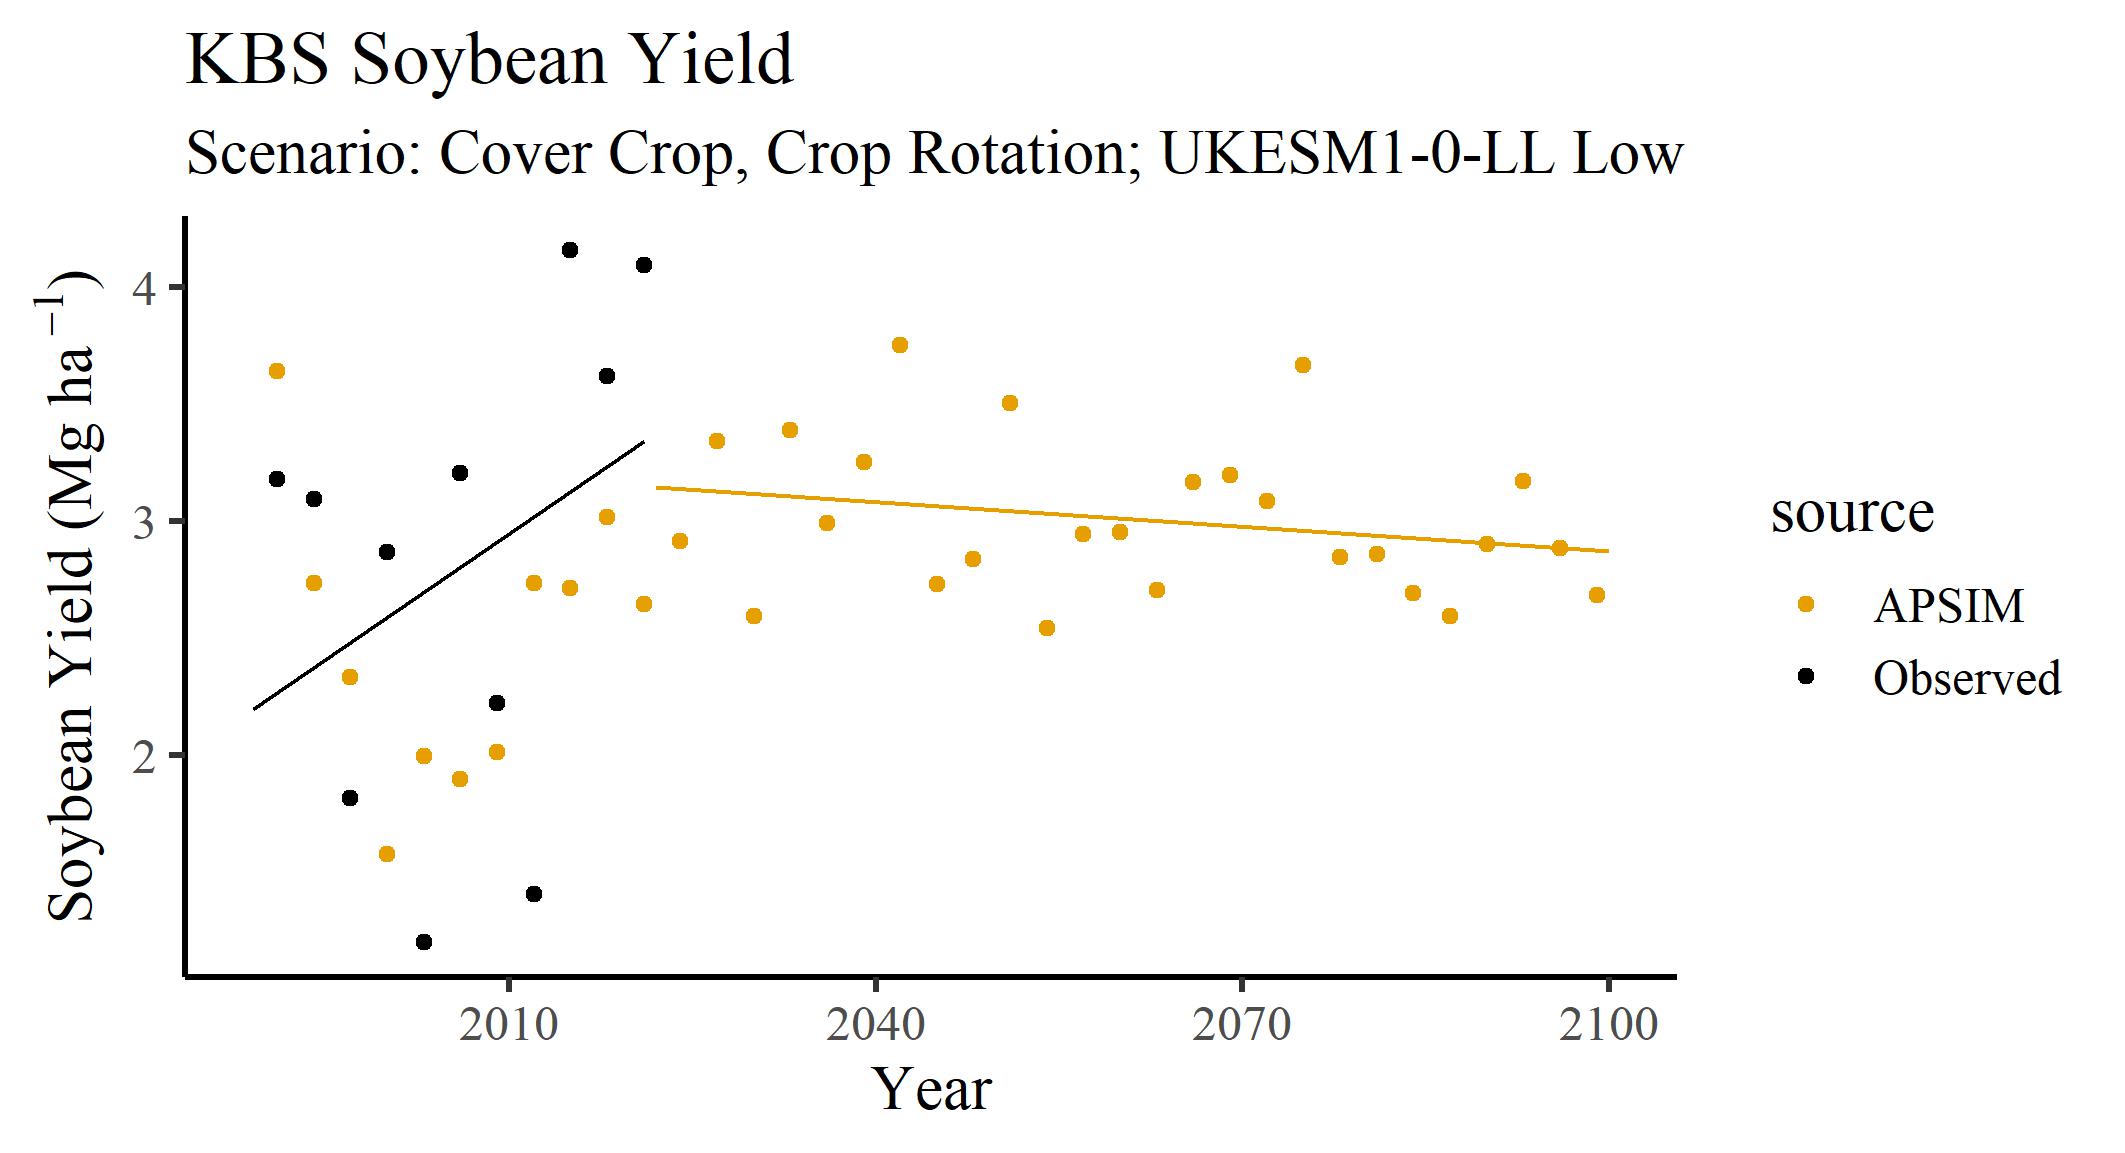 KBS Soybean Yield
Scenario: Cover Crop, Crop Rotation; UKESM1-0-LL Low
Soybean Yield (Mg ha⁻¹)
4
3
2
2010 2040 2070 2100
Year
source
APSIM
Observed